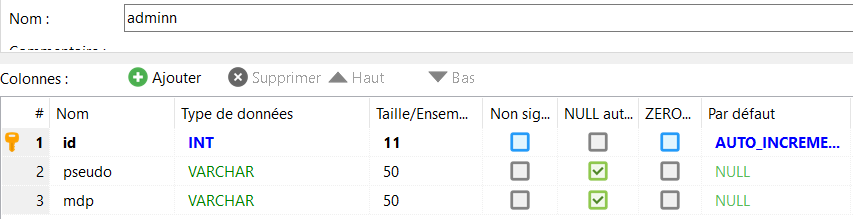 Nom : adminn
Commentaire :
Colonnes : Ajouter Supprimer Haut Bas
# Nom Type de données Taille/Ensem... Non sig... NULL aut... ZERO... Par défaut
1 id INT 11 AUTO_INCREME...
2 pseudo VARCHAR 50 NULL
3 mdp VARCHAR 50 NULL